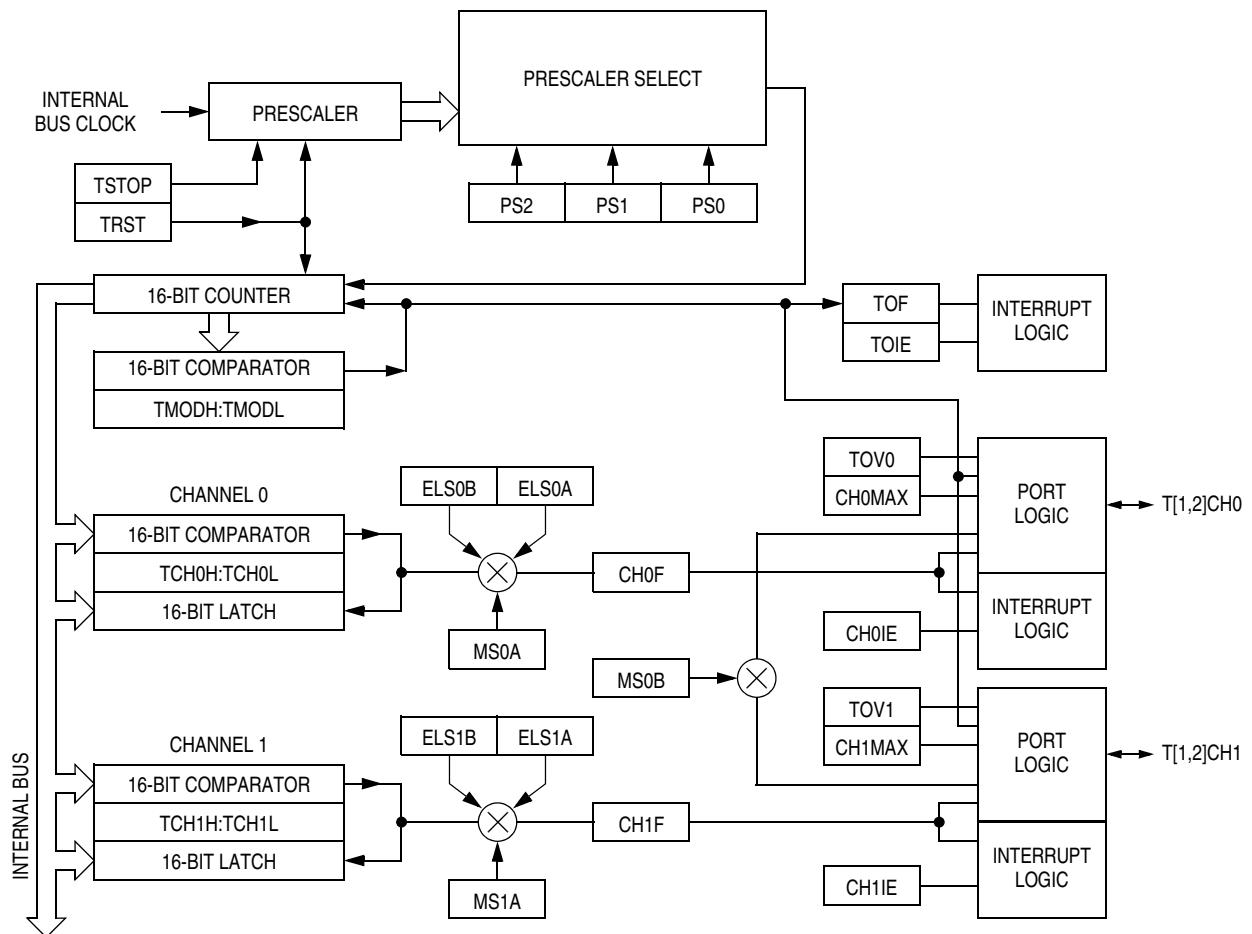 PRESCALER SELECT
INTERNAL
BUS CLOCK
PRESCALER
TSTOP
TRST
PS2
PS1
PS0
16-BIT COUNTER
16-BIT COMPARATOR
TMODH:TMODL
TOF
TOIE
INTERRUPT
LOGIC
CHANNEL 0
16-BIT COMPARATOR
TCH0H:TCH0L
16-BIT LATCH
ELS0B
ELS0A
MS0A
CH0F
TOV0
CH0MAX
PORT
LOGIC
T[1,2]CH0
INTERRUPT
LOGIC
CH0IE
MS0B
CHANNEL 1
16-BIT COMPARATOR
TCH1H:TCH1L
16-BIT LATCH
ELS1B
ELS1A
MS1A
CH1F
TOV1
CH1MAX
PORT
LOGIC
T[1,2]CH1
INTERRUPT
LOGIC
CH1IE
INTERNAL BUS